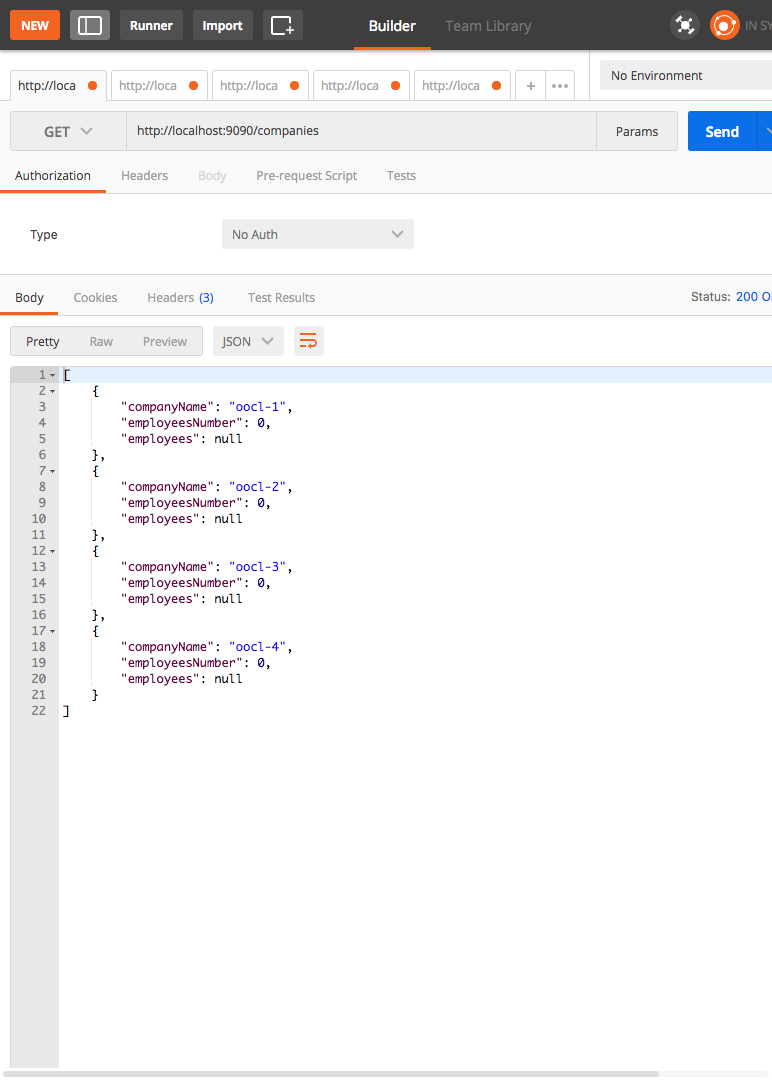 NEW Runner Import Builder Team Library IN SY
http://loca http://loca http://loca http://loca http://loca + ••• No Environment
GET http://localhost:9090/companies Params Send
Authorization Headers Body Pre-request Script Tests
Type No Auth
Body Cookies Headers (3) Test Results Status: 200 O
Pretty Raw Preview JSON
1 [
2 {
3 "companyName": "oocl-1",
4 "employeesNumber": 0,
5 "employees": null
6 },
7 {
8 "companyName": "oocl-2",
9 "employeesNumber": 0,
10 "employees": null
11 },
12 {
13 "companyName": "oocl-3",
14 "employeesNumber": 0,
15 "employees": null
16 },
17 {
18 "companyName": "oocl-4",
19 "employeesNumber": 0,
20 "employees": null
21 }
22 ]